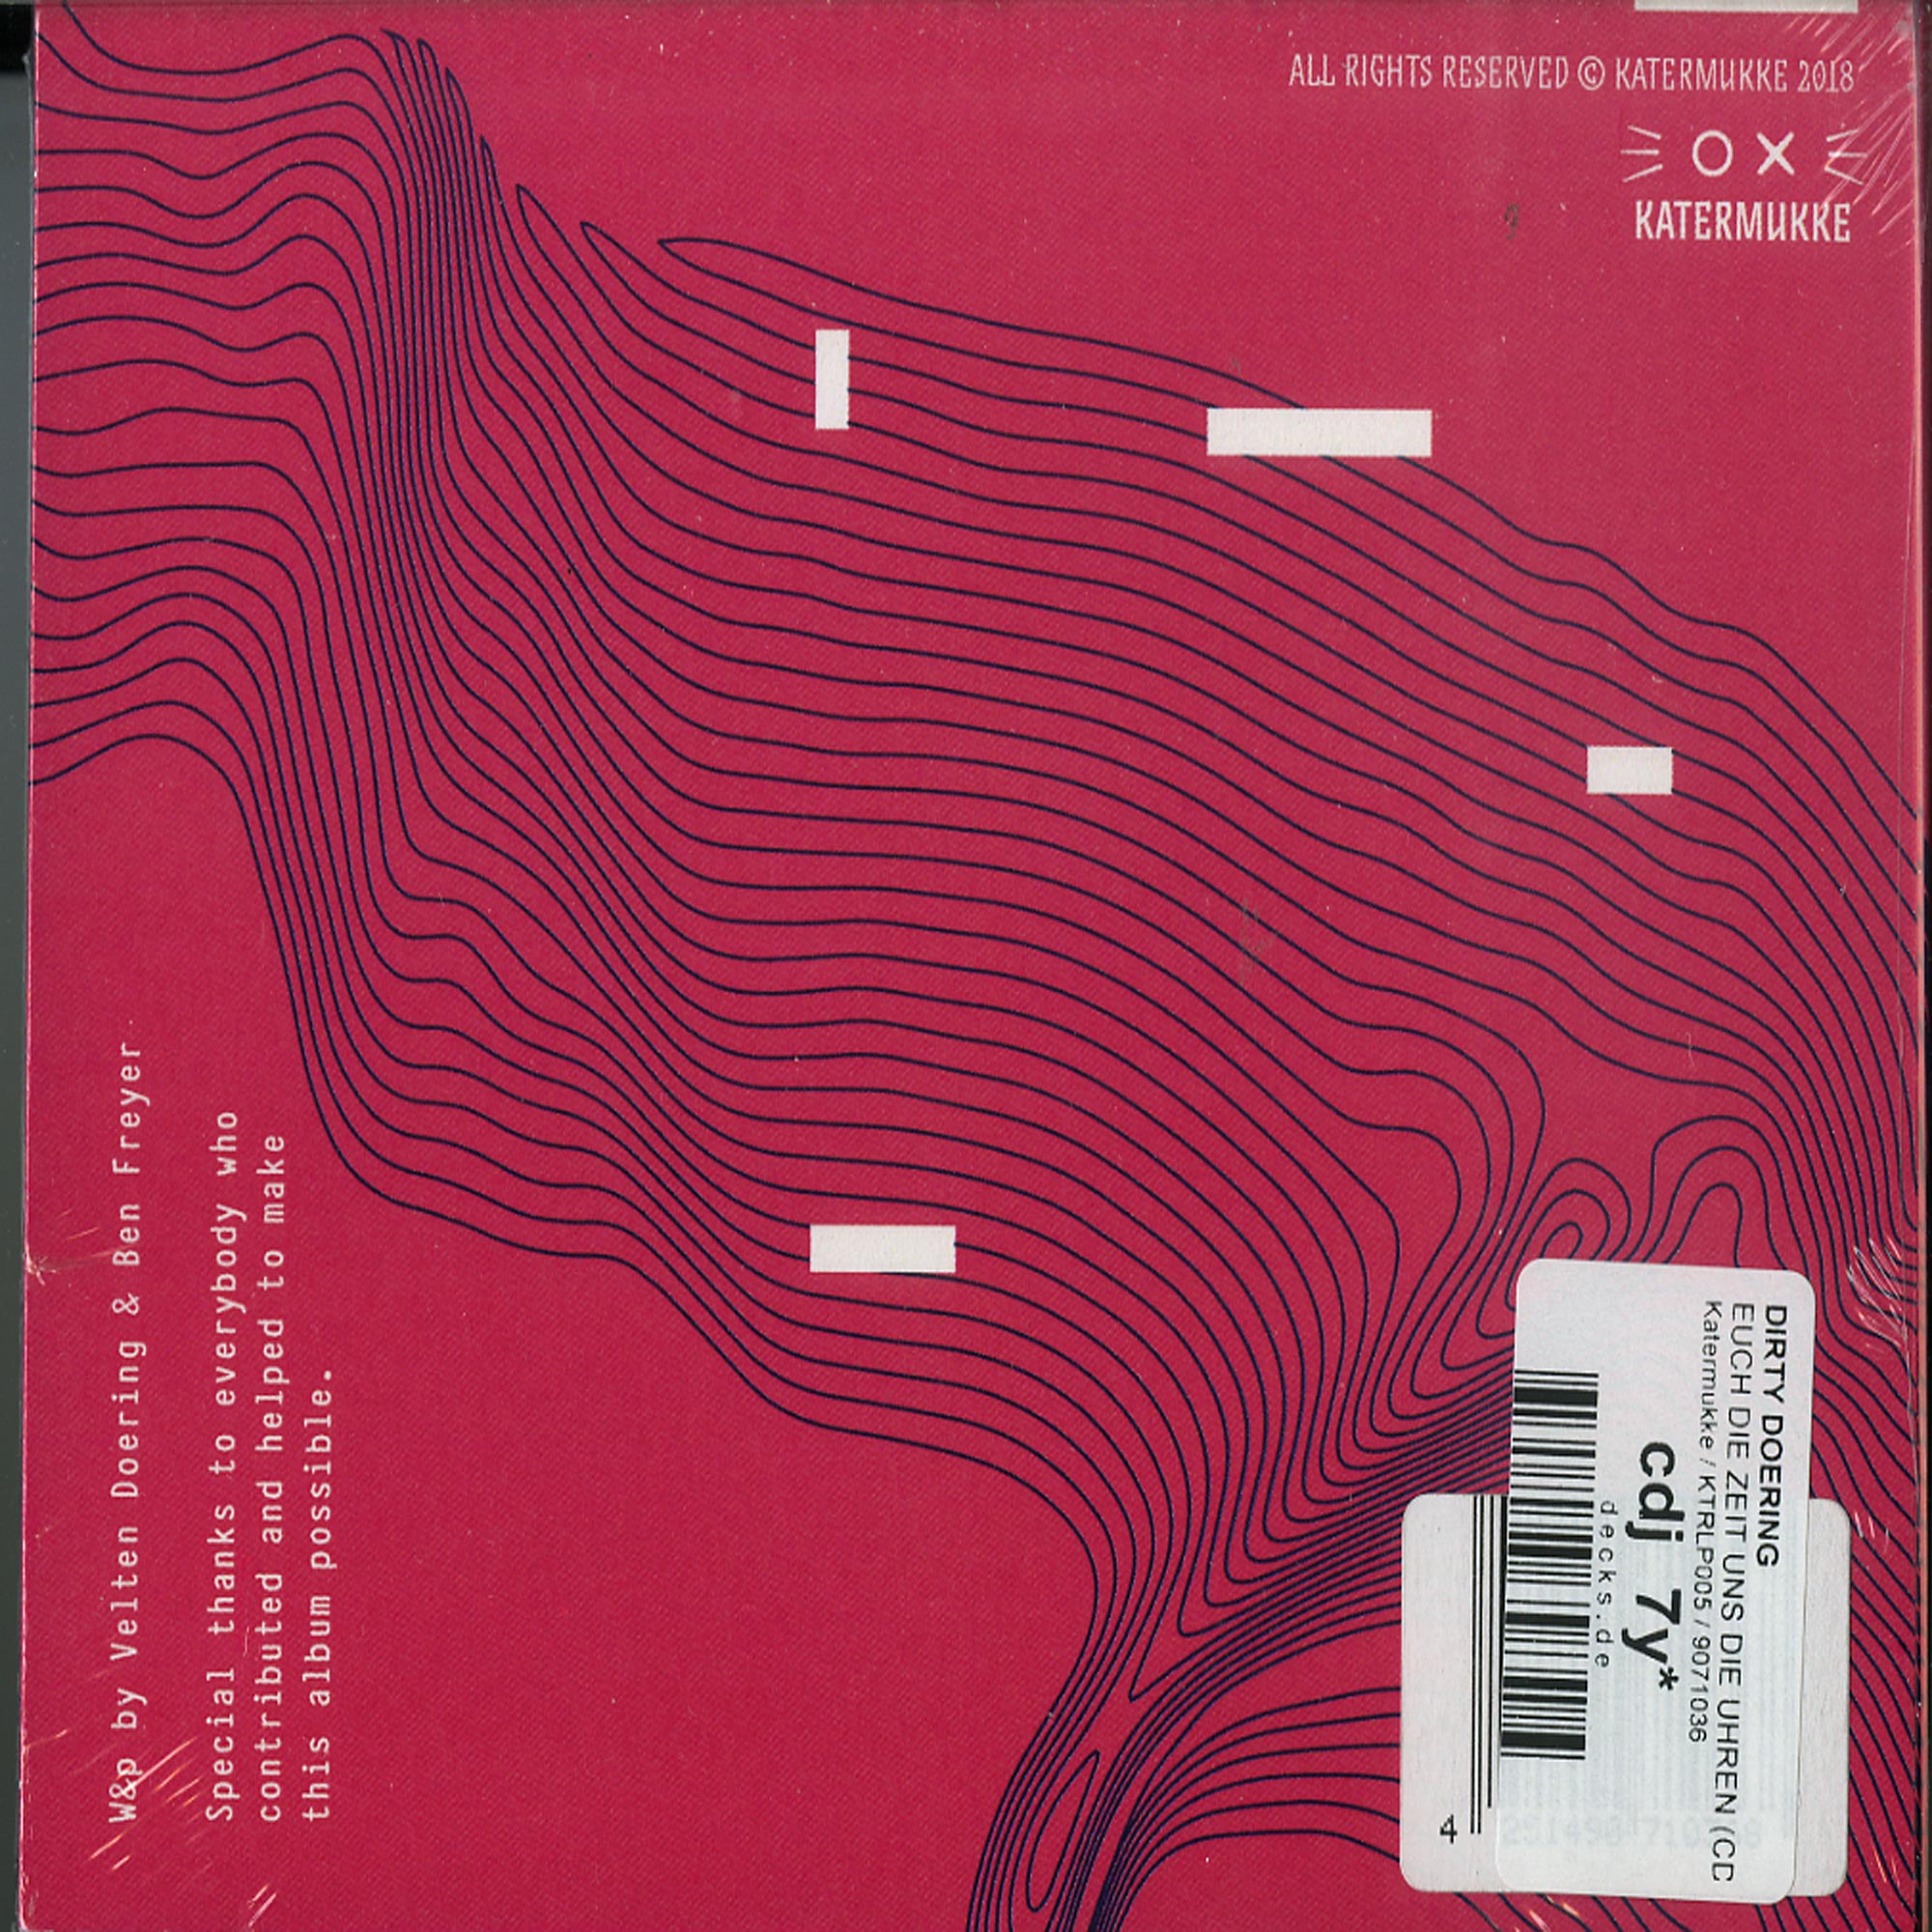 ALL RIGHTS RESERVED © KATERMUKKE 2018
KATERMUKKE
W&p by Velten Doering & Ben Freyer
Special thanks to everybody who
contributed and helped to make
this album possible.
DIRTY DOERING
EUCH DIE ZEIT UNS DIE UHREN (CD
Katermukke / KTRLP005 / 9071036
cdj 7y*
decks.de
4